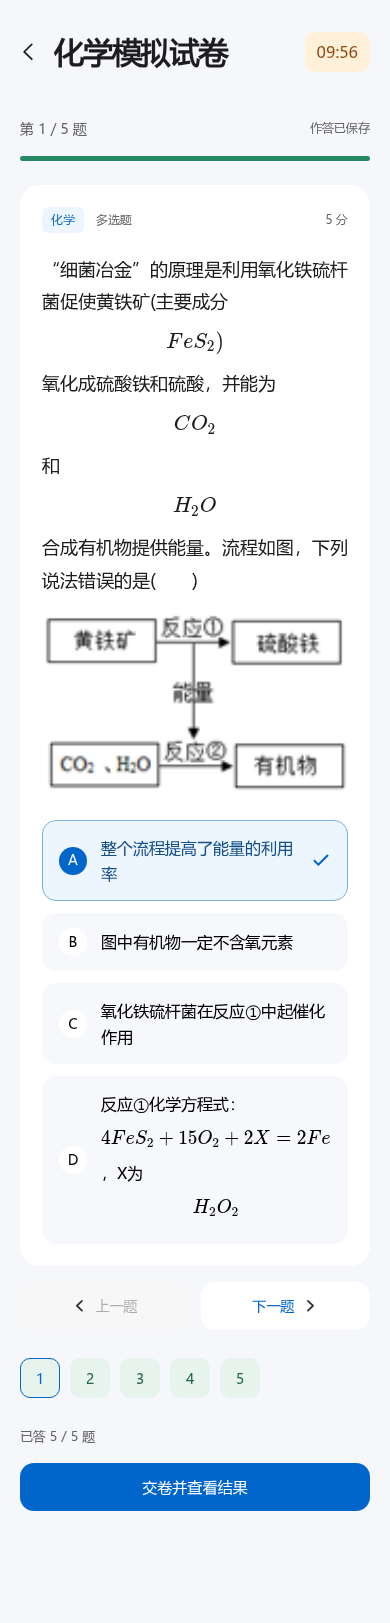 化学模拟试卷
09:56
第 1 / 5 题
作答已保存
化学
多选题
5 分
“细菌冶金”的原理是利用氧化铁硫杆
菌促使黄铁矿(主要成分
FeS₂)
氧化成硫酸铁和硫酸，并能为
CO₂
和
H₂O
合成有机物提供能量。流程如图，下列
说法错误的是(  )
黄铁矿
反应①
硫酸铁
能量
CO₂、H₂O
反应②
有机物
A
整个流程提高了能量的利用
率
B
图中有机物一定不含氧元素
C
氧化铁硫杆菌在反应①中起催化
作用
D
反应①化学方程式：
4FeS₂ + 15O₂ + 2X = 2Fe
，X为
H₂O₂
上一题
下一题
1
2
3
4
5
已答 5 / 5 题
交卷并查看结果